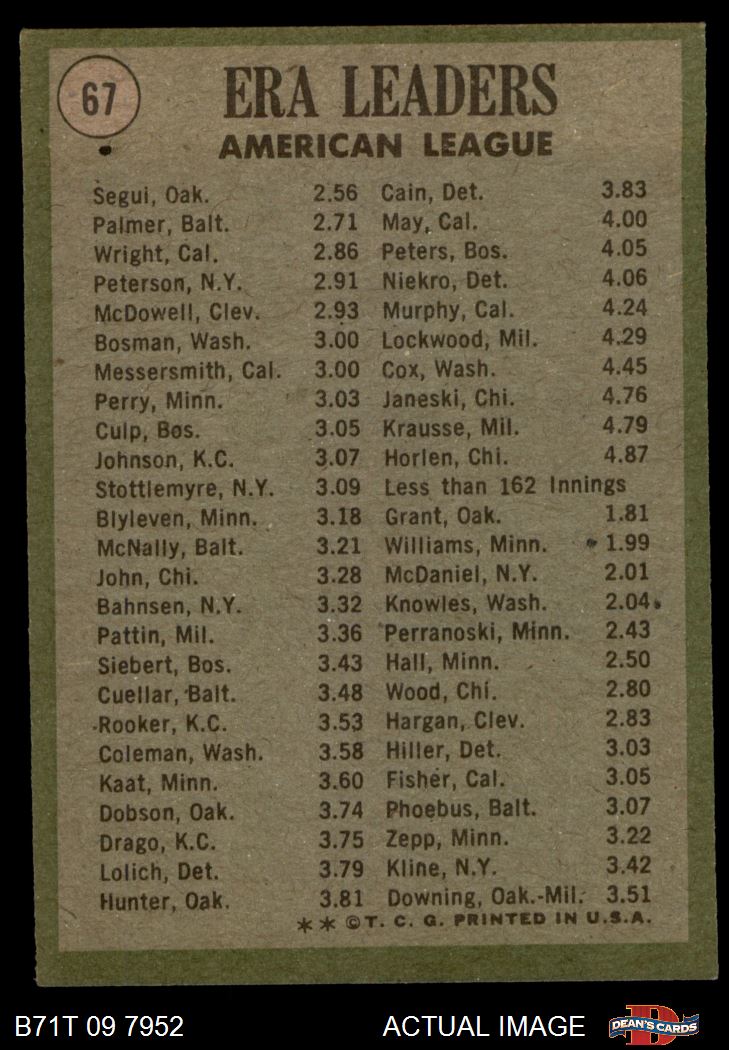 67
ERA LEADERS
AMERICAN LEAGUE
Segui, Oak. 2.56
Palmer, Balt. 2.71
Wright, Cal. 2.86
Peterson, N.Y. 2.91
McDowell, Clev. 2.93
Bosman, Wash. 3.00
Messersmith, Cal. 3.00
Perry, Minn. 3.03
Culp, Bos. 3.05
Johnson, K.C. 3.07
Stottlemyre, N.Y. 3.09
Blyleven, Minn. 3.18
McNally, Balt. 3.21
John, Chi. 3.28
Bahnsen, N.Y. 3.32
Pattin, Mil. 3.36
Siebert, Bos. 3.43
Cuellar, Balt. 3.48
Rooker, K.C. 3.53
Coleman, Wash. 3.58
Kaat, Minn. 3.60
Dobson, Oak. 3.74
Drago, K.C. 3.75
Lolich, Det. 3.79
Hunter, Oak. 3.81
Cain, Det. 3.83
May, Cal. 4.00
Peters, Bos. 4.05
Niekro, Det. 4.06
Murphy, Cal. 4.24
Lockwood, Mil. 4.29
Cox, Wash. 4.45
Janeski, Chi. 4.76
Krausse, Mil. 4.79
Horlen, Chi. 4.87
Less than 162 Innings
Grant, Oak. 1.81
Williams, Minn. 1.99
McDaniel, N.Y. 2.01
Knowles, Wash. 2.04
Perranoski, Minn. 2.43
Hall, Minn. 2.50
Wood, Chi. 2.80
Hargan, Clev. 2.83
Hiller, Det. 3.03
Fisher, Cal. 3.05
Phoebus, Balt. 3.07
Zepp, Minn. 3.22
Kline, N.Y. 3.42
Downing, Oak.-Mil. 3.51
** ©T. C. G. PRINTED IN U.S.A.
B71T 09 7952
ACTUAL IMAGE
DEAN'S CARDS